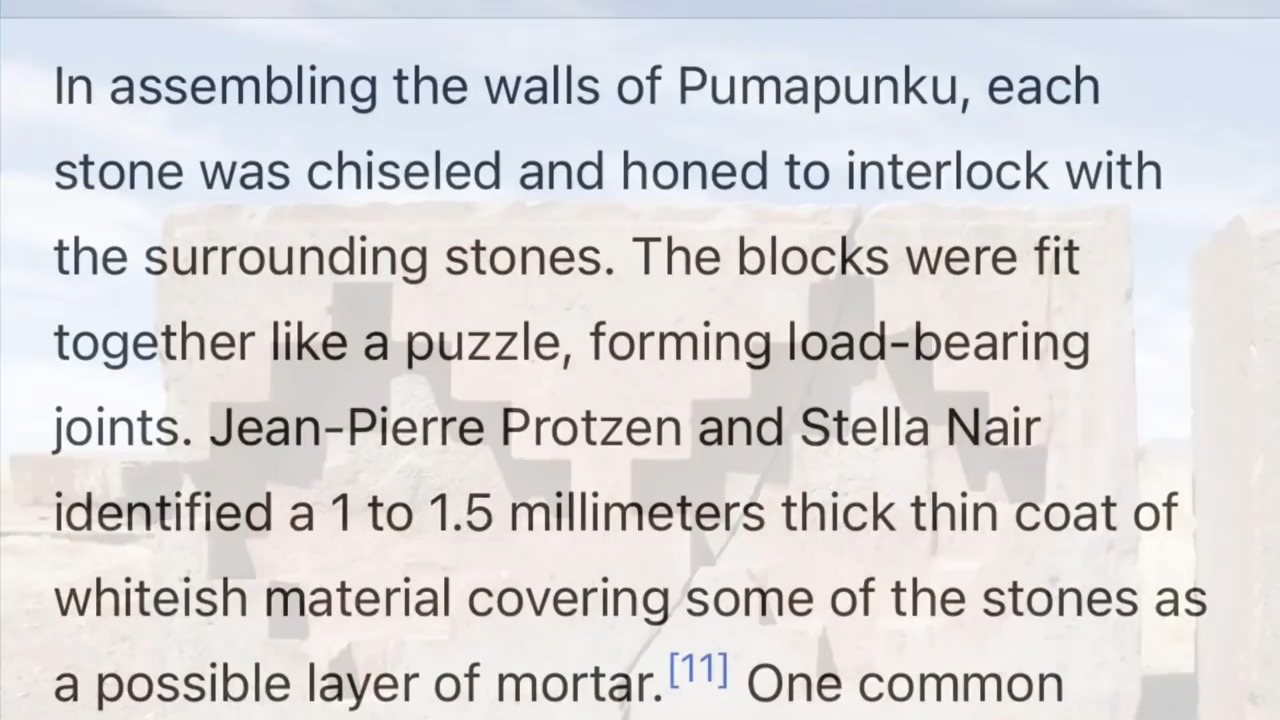 In assembling the walls of Pumapunku, each
stone was chiseled and honed to interlock with
the surrounding stones. The blocks were fit
together like a puzzle, forming load-bearing
joints. Jean-Pierre Protzen and Stella Nair
identified a 1 to 1.5 millimeters thick thin coat of
whiteish material covering some of the stones as
a possible layer of mortar.[11] One common